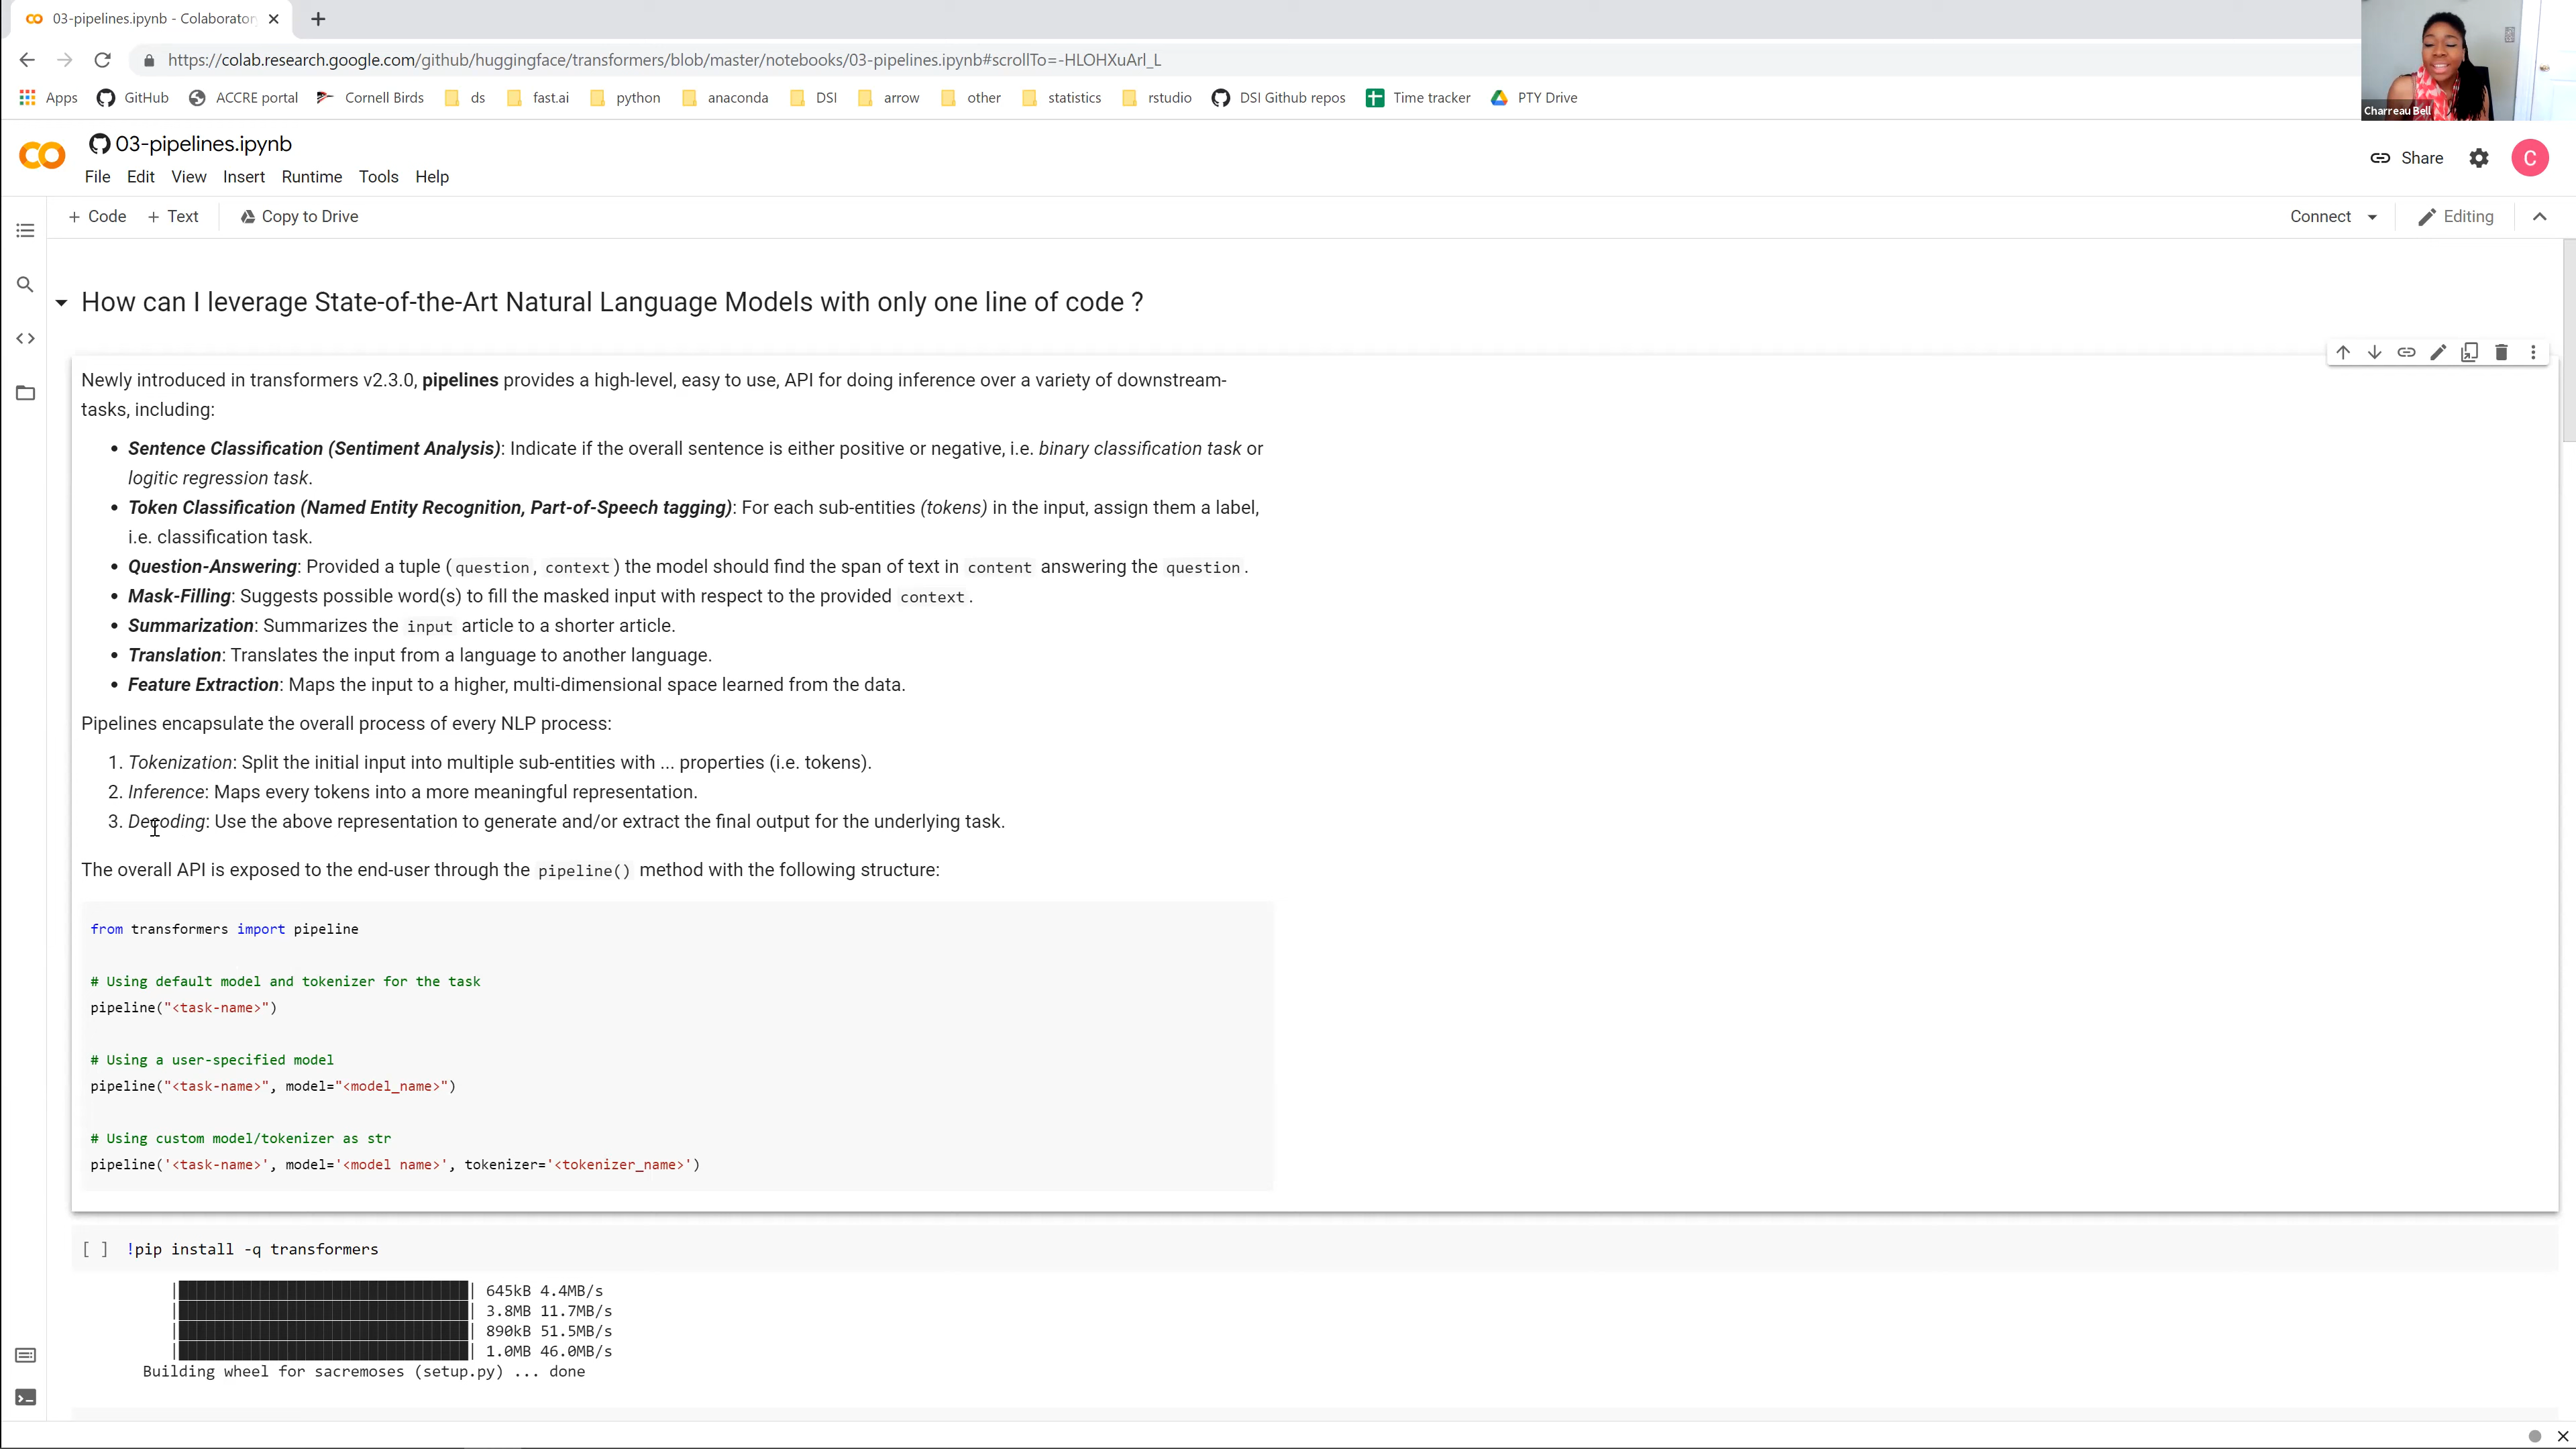 03-pipelines.ipynb - Colaborator
https://colab.research.google.com/github/huggingface/transformers/blob/master/notebooks/03-pipelines.ipynb#scrollTo=-HLOHXuArl_L
Apps GitHub ACCRE portal Cornell Birds ds fast.ai python anaconda DSI arrow other statistics rstudio DSI Github repos Time tracker PTY Drive
Charreau Bell
03-pipelines.ipynb
File Edit View Insert Runtime Tools Help
Share
C
+ Code + Text Copy to Drive
Connect Editing
How can I leverage State-of-the-Art Natural Language Models with only one line of code ?
Newly introduced in transformers v2.3.0, pipelines provides a high-level, easy to use, API for doing inference over a variety of downstream-
tasks, including:
• Sentence Classification (Sentiment Analysis): Indicate if the overall sentence is either positive or negative, i.e. binary classification task or
logitic regression task.
• Token Classification (Named Entity Recognition, Part-of-Speech tagging): For each sub-entities (tokens) in the input, assign them a label,
i.e. classification task.
• Question-Answering: Provided a tuple (question, context) the model should find the span of text in content answering the question.
• Mask-Filling: Suggests possible word(s) to fill the masked input with respect to the provided context.
• Summarization: Summarizes the input article to a shorter article.
• Translation: Translates the input from a language to another language.
• Feature Extraction: Maps the input to a higher, multi-dimensional space learned from the data.
Pipelines encapsulate the overall process of every NLP process:
1. Tokenization: Split the initial input into multiple sub-entities with ... properties (i.e. tokens).
2. Inference: Maps every tokens into a more meaningful representation.
3. Decoding: Use the above representation to generate and/or extract the final output for the underlying task.
The overall API is exposed to the end-user through the pipeline() method with the following structure:
from transformers import pipeline
# Using default model and tokenizer for the task
pipeline("<task-name>")
# Using a user-specified model
pipeline("<task-name>", model="<model_name>")
# Using custom model/tokenizer as str
pipeline('<task-name>', model='<model name>', tokenizer='<tokenizer_name>')
[ ] !pip install -q transformers
645kB 4.4MB/s
3.8MB 11.7MB/s
890kB 51.5MB/s
1.0MB 46.0MB/s
Building wheel for sacremoses (setup.py) ... done